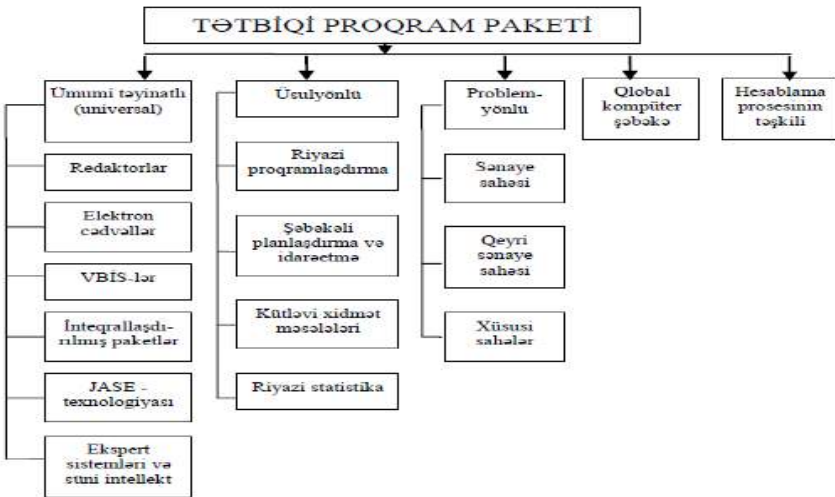 TƏTBİQİ PROQRAM PAKETİ
Ümumi təyinatlı
(universal)
Redaktorlar
Elektron
cədvəllər
VBİS-lər
İnteqrallaşdı-
rılmış paketlər
JASE -
texnologiyası
Ekspert
sistemləri və
süni intellekt
Üsulyönlü
Riyazi
proqramlaşdırma
Şəbəkəli
planlaşdırma və
idarəetmə
Kütləvi xidmət
məsələləri
Riyazi statistika
Problem-
yönlü
Sənaye
sahəsi
Qeyri
sənaye
sahəsi
Xüsusi
sahələr
Qlobal
kompüter
şəbəkə
Hesablama
prosesinin
təşkili